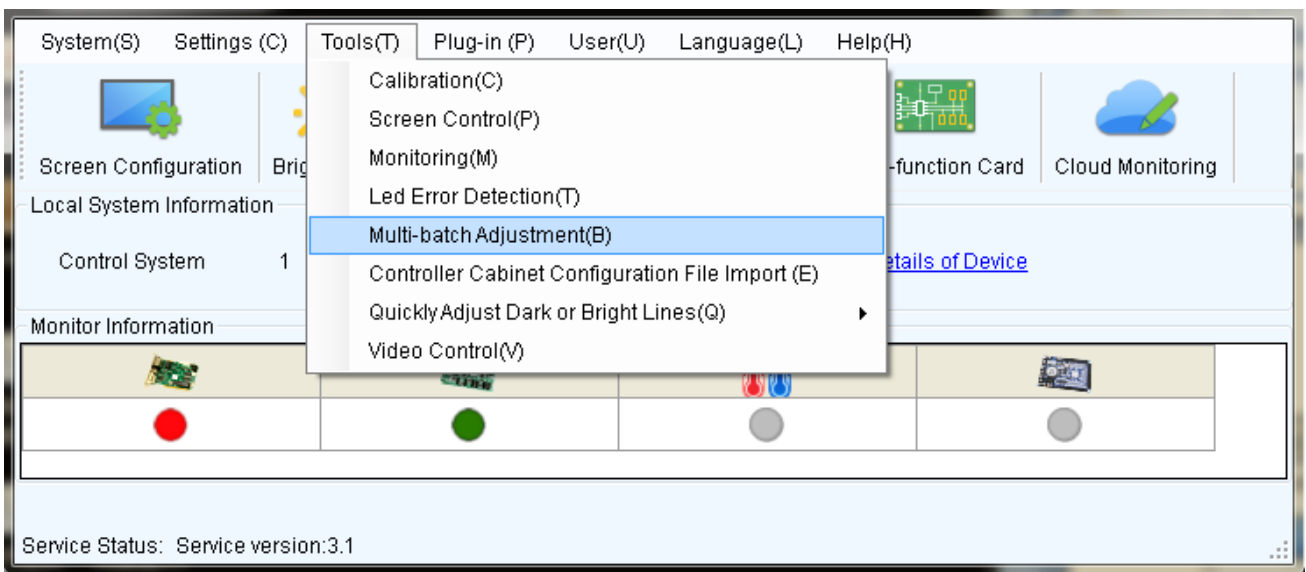 System(S) Settings (C) Tools(T) Plug-in (P) User(U) Language(L) Help(H)
Calibration(C)
Screen Control(P)
Monitoring(M)
Led Error Detection(T)
Multi-batch Adjustment(B)
Controller Cabinet Configuration File Import (E)
Quickly Adjust Dark or Bright Lines(Q)
Video Control(V)
Screen Configuration Brig -function Card Cloud Monitoring
Local System Information
Control System 1 etails of Device
Monitor Information
Service Status: Service version:3.1